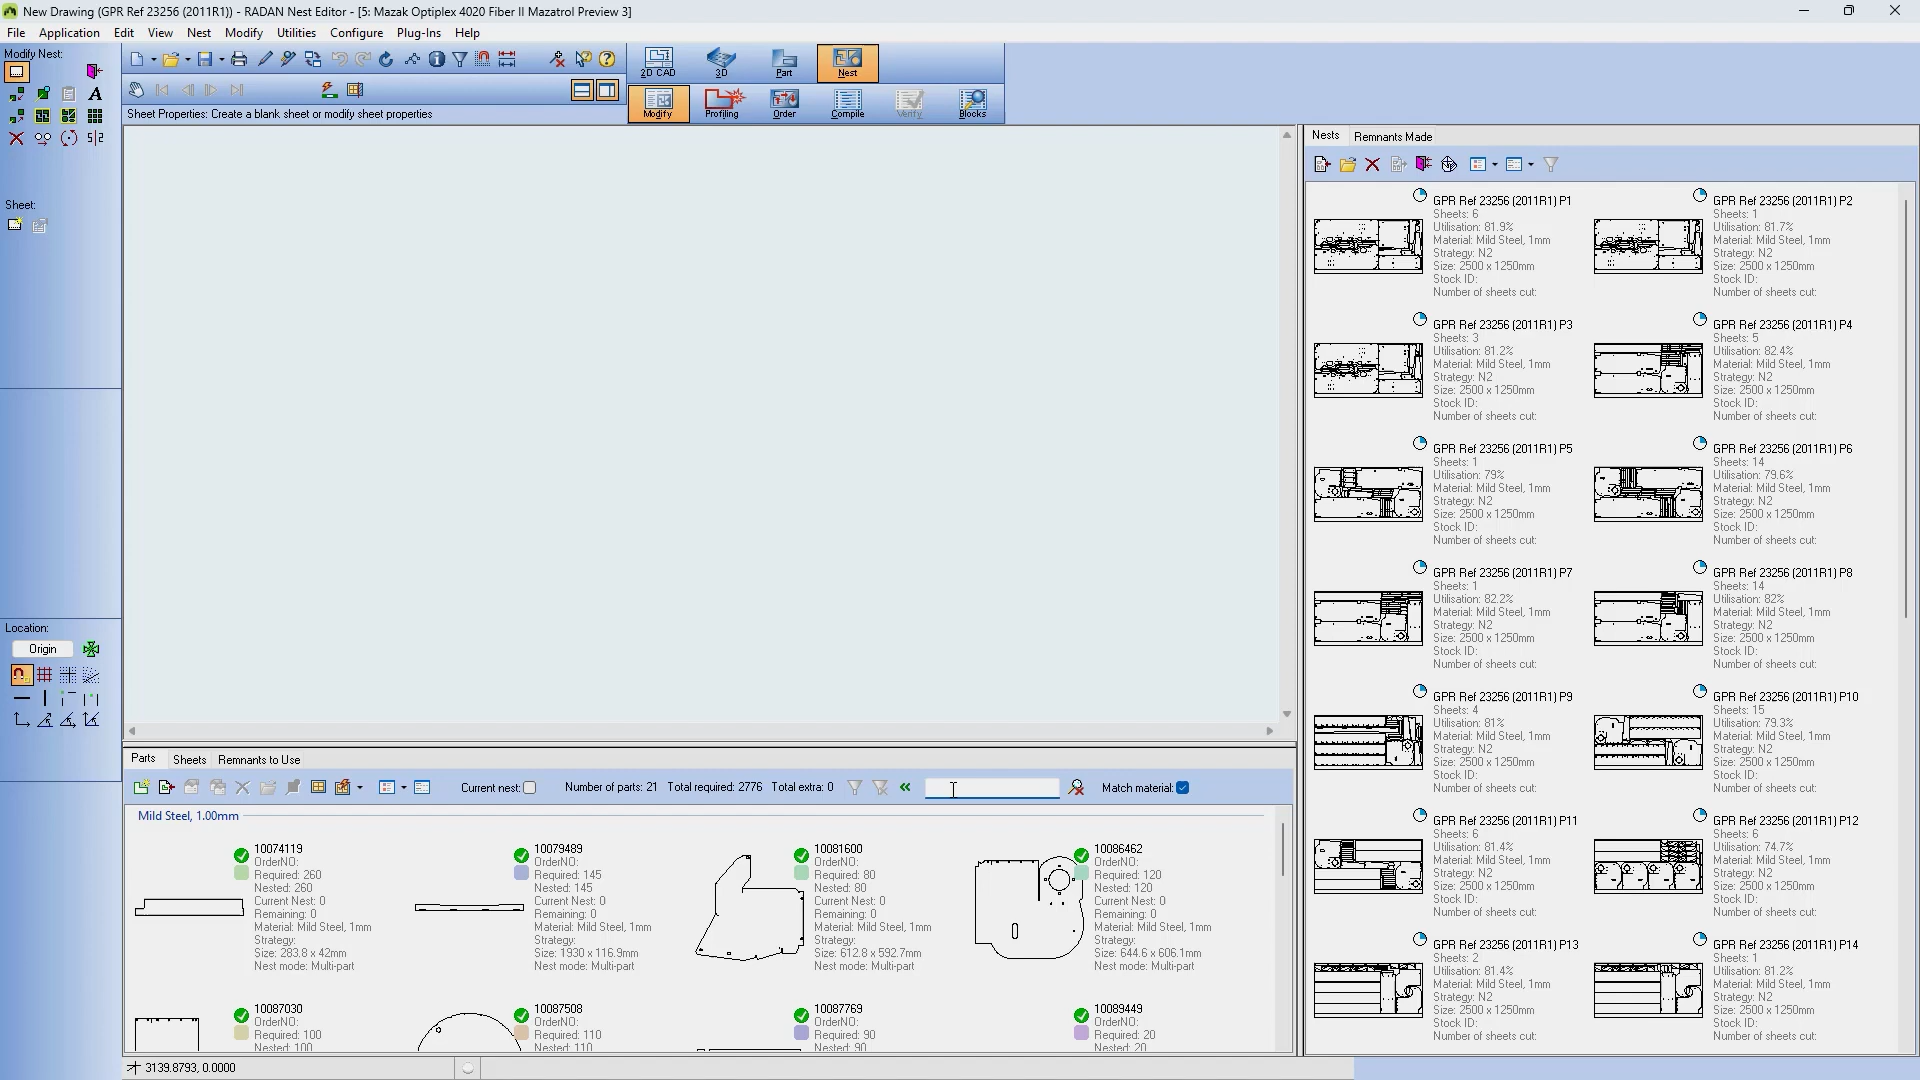 New Drawing (GPR Ref 23256 (2011R1)) - RADAN Nest Editor - [5: Mazak Optiplex 4020 Fiber II Mazatrol Preview 3]
File Application Edit View Nest Modify Utilities Configure Plug-Ins Help
Modify Nest:
2D CAD 3D Part Nest
Modify Profiling Order Compile Verify Blocks
Sheet Properties: Create a blank sheet or modify sheet properties
Sheet:
Location:
Origin
Nests Remnants Made
GPR Ref 23256 (2011R1) P1
Sheets: 6
Utilisation: 81.9%
Material: Mild Steel, 1mm
Strategy: N2
Size: 2500 x 1250mm
Stock ID:
Number of sheets cut:
GPR Ref 23256 (2011R1) P2
Sheets: 1
Utilisation: 81.7%
Material: Mild Steel, 1mm
Strategy: N2
Size: 2500 x 1250mm
Stock ID:
Number of sheets cut:
GPR Ref 23256 (2011R1) P3
Sheets: 3
Utilisation: 81.2%
Material: Mild Steel, 1mm
Strategy: N2
Size: 2500 x 1250mm
Stock ID:
Number of sheets cut:
GPR Ref 23256 (2011R1) P4
Sheets: 5
Utilisation: 82.4%
Material: Mild Steel, 1mm
Strategy: N2
Size: 2500 x 1250mm
Stock ID:
Number of sheets cut:
GPR Ref 23256 (2011R1) P5
Sheets: 1
Utilisation: 79%
Material: Mild Steel, 1mm
Strategy: N2
Size: 2500 x 1250mm
Stock ID:
Number of sheets cut:
GPR Ref 23256 (2011R1) P6
Sheets: 14
Utilisation: 79.6%
Material: Mild Steel, 1mm
Strategy: N2
Size: 2500 x 1250mm
Stock ID:
Number of sheets cut:
GPR Ref 23256 (2011R1) P7
Sheets: 1
Utilisation: 82.2%
Material: Mild Steel, 1mm
Strategy: N2
Size: 2500 x 1250mm
Stock ID:
Number of sheets cut:
GPR Ref 23256 (2011R1) P8
Sheets: 14
Utilisation: 82%
Material: Mild Steel, 1mm
Strategy: N2
Size: 2500 x 1250mm
Stock ID:
Number of sheets cut:
GPR Ref 23256 (2011R1) P9
Sheets: 4
Utilisation: 81%
Material: Mild Steel, 1mm
Strategy: N2
Size: 2500 x 1250mm
Stock ID:
Number of sheets cut:
GPR Ref 23256 (2011R1) P10
Sheets: 15
Utilisation: 79.3%
Material: Mild Steel, 1mm
Strategy: N2
Size: 2500 x 1250mm
Stock ID:
Number of sheets cut:
GPR Ref 23256 (2011R1) P11
Sheets: 6
Utilisation: 81.4%
Material: Mild Steel, 1mm
Strategy: N2
Size: 2500 x 1250mm
Stock ID:
Number of sheets cut:
GPR Ref 23256 (2011R1) P12
Sheets: 6
Utilisation: 74.7%
Material: Mild Steel, 1mm
Strategy: N2
Size: 2500 x 1250mm
Stock ID:
Number of sheets cut:
GPR Ref 23256 (2011R1) P13
Sheets: 2
Utilisation: 81.4%
Material: Mild Steel, 1mm
Strategy: N2
Size: 2500 x 1250mm
Stock ID:
Number of sheets cut:
GPR Ref 23256 (2011R1) P14
Sheets: 1
Utilisation: 81.2%
Material: Mild Steel, 1mm
Strategy: N2
Size: 2500 x 1250mm
Stock ID:
Number of sheets cut:
Parts Sheets Remnants to Use
Current nest: Number of parts: 21 Total required: 2776 Total extra: 0 Match material:
Mild Steel, 1.00mm
10074119
OrderNO:
Required: 260
Nested: 260
Current Nest: 0
Remaining: 0
Material: Mild Steel, 1mm
Strategy:
Size: 283.8 x 42mm
Nest mode: Multi-part
10079489
OrderNO:
Required: 145
Nested: 145
Current Nest: 0
Remaining: 0
Material: Mild Steel, 1mm
Strategy:
Size: 1930 x 116.9mm
Nest mode: Multi-part
10081600
OrderNO:
Required: 80
Nested: 80
Current Nest: 0
Remaining: 0
Material: Mild Steel, 1mm
Strategy:
Size: 612.8 x 592.7mm
Nest mode: Multi-part
10086462
OrderNO:
Required: 120
Nested: 120
Current Nest: 0
Remaining: 0
Material: Mild Steel, 1mm
Strategy:
Size: 644.6 x 606.1mm
Nest mode: Multi-part
10087030
OrderNO:
Required: 100
Nested: 100
10087508
OrderNO:
Required: 110
Nested: 110
10087769
OrderNO:
Required: 90
Nested: 90
10089449
OrderNO:
Required: 20
Nested: 20
3139.8793, 0.0000